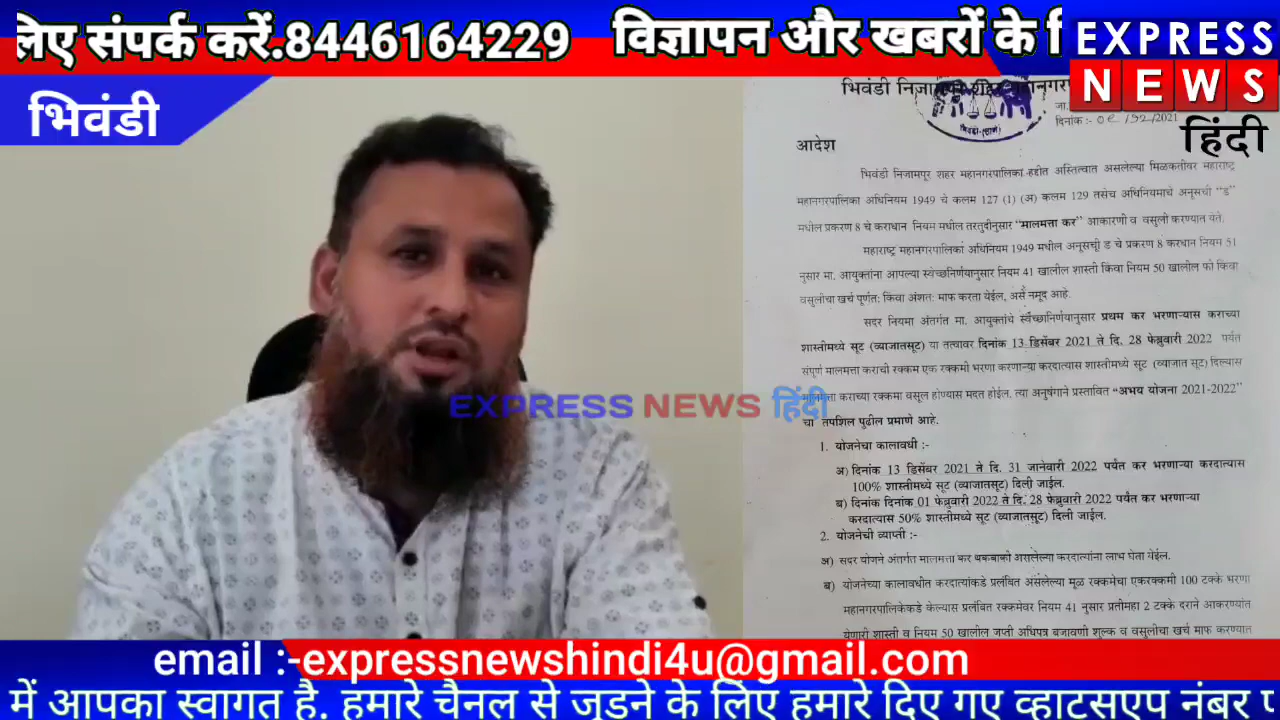 लिए संपर्क करें.8446164229 विज्ञापन और खबरों के
EXPRESS
NEWS
हिंदी
भिवंडी
भिवंडी निजामपूर शहर
भिवंडी-(ठाणे)
जा.
दिनांक :- /2021
आदेश
भिवंडी निजामपूर शहर महानगरपालिका हद्दीत अस्तित्वात असलेल्या मिळकतींवर महाराष्ट्र
महानगरपालिका अधिनियम 1949 चे कलम 127 (1) (अ) कलम 129 तसेच अधिनियमाचे अनूसची "ड"
मधील प्रकरण 8 चे कराधान नियम मधील तरतुदीनुसार "मालमत्ता कर" आकारणी व वसुली करण्यात येते.
महाराष्ट्र महानगरपालिका अधिनियम 1949 मधील अनूसची ड चे प्रकरण 8 करधान नियम 51
नुसार मा. आयुक्तांना आपल्या स्वेच्छनिर्णयानुसार नियम 41 खालील शास्ती किंवा नियम 50 खालील फी किंवा
वसुलीचा खर्च पूर्णत: किंवा अंशत: माफ करता येईल, असे नमूद आहे.
सदर नियमा अंतर्गत मा. आयुक्तांचे स्वेच्छानिर्णयानुसार प्रथम कर भरणाऱ्यास कराच्या
शास्तीमध्ये सूट (व्याजातसूट) या तत्वावर दिनांक 13 डिसेंबर 2021 ते दि. 28 फेब्रुवारी 2022 पर्यंत
संपूर्ण मालमत्ता कराची रक्कम एक रक्कमी भरणा करणाऱ्या करदात्यास शास्तीमध्ये सूट (व्याजात सूट) दिल्यास
मालमत्ता कराच्या रक्कमा वसूल होण्यास मदत होईल. त्या अनुषंगाने प्रस्तावित "अभय योजना 2021-2022"
चा तपशिल पुढील प्रमाणे आहे.
EXPRESS NEWS हिंदी
1. योजनेचा कालावधी :-
अ) दिनांक 13 डिसेंबर 2021 ते दि. 31 जानेवारी 2022 पर्यंत कर भरणाऱ्या करदात्यास
100% शास्तीमध्ये सूट (व्याजातसूट) दिली जाईल.
ब) दिनांक दिनांक 01 फेब्रुवारी 2022 ते दि. 28 फेब्रुवारी 2022 पर्यंत कर भरणाऱ्या
करदात्यास 50% शास्तीमध्ये सूट (व्याजातसूट) दिली जाईल.
2. योजनेची व्याप्ती :-
अ) सदर योजने अंतर्गत मालमत्ता कर थकबाकी असलेल्या करदात्यांना लाभ घेता येईल.
ब) योजनेच्या कालावधीत करदात्यांकडे प्रलंबित असलेल्या मूळ रक्कमेचा एकरक्कमी 100 टक्के भरणा
महानगरपालिकेकडे केल्यास प्रलंबित रक्कमेवर नियम 41 नुसार प्रतीमहा 2 टक्के दराने आकरण्यांत
येणारी शास्ती व नियम 50 खालील जप्ती अधिपत्र बजावणी शुल्क व वसुलीचा खर्च माफ करण्यात
email :-expressnewshindi4u@gmail.com
में आपका स्वागत है. हमारे चैनल से जुड़ने के लिए हमारे दिए गए व्हाटसएप नंबर